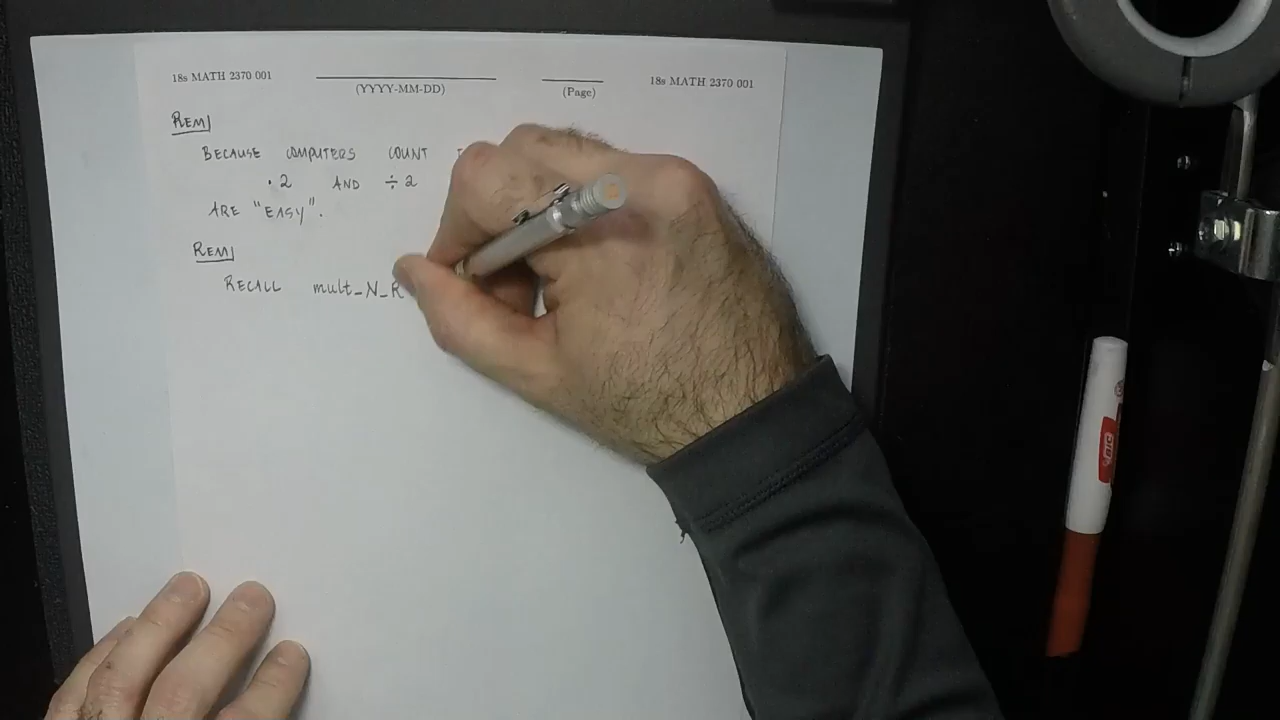 18s MATH 2370 001 (YYYY-MM-DD) (Page) 18s MATH 2370 001
REM
BECAUSE COMPUTERS COUNT
· 2 AND ÷ 2
ARE "EASY".
REM
RECALL mult_N_R
BIC